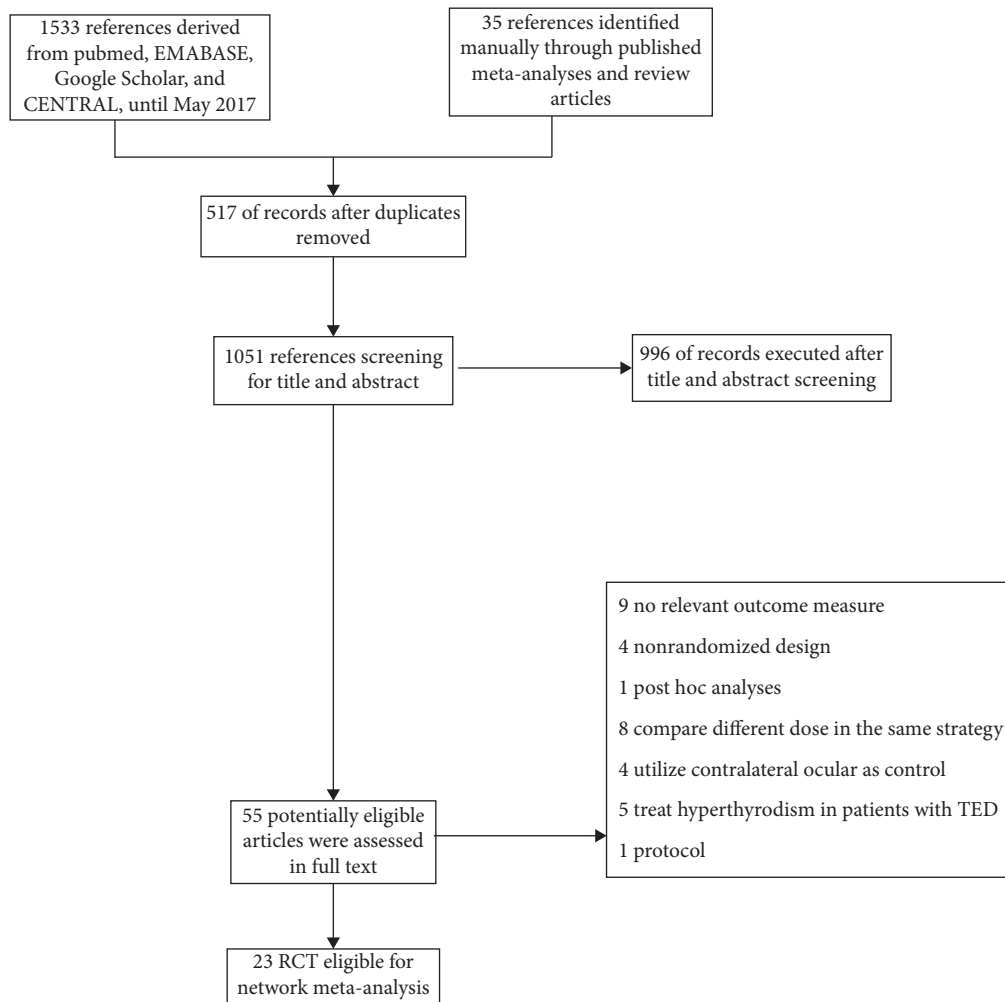 1533 references derived
from pubmed, EMABASE,
Google Scholar, and
CENTRAL, until May 2017
35 references identified
manually through published
meta-analyses and review
articles
517 of records after duplicates
removed
1051 references screening
for title and abstract
996 of records executed after
title and abstract screening
9 no relevant outcome measure
4 nonrandomized design
1 post hoc analyses
8 compare different dose in the same strategy
4 utilize contralateral ocular as control
5 treat hyperthyrodism in patients with TED
1 protocol
55 potentially eligible
articles were assessed
in full text
23 RCT eligible for
network meta-analysis